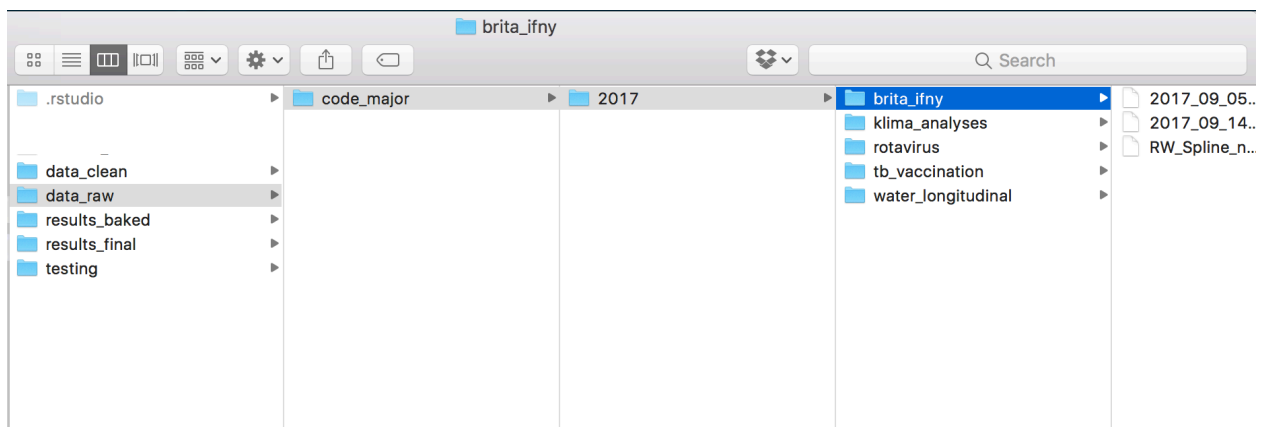 brita_ifny
Search
.rstudio
data_clean
data_raw
results_baked
results_final
testing
code_major
2017
brita_ifny
klima_analyses
rotavirus
tb_vaccination
water_longitudinal
2017_09_05..
2017_09_14..
RW_Spline_n...